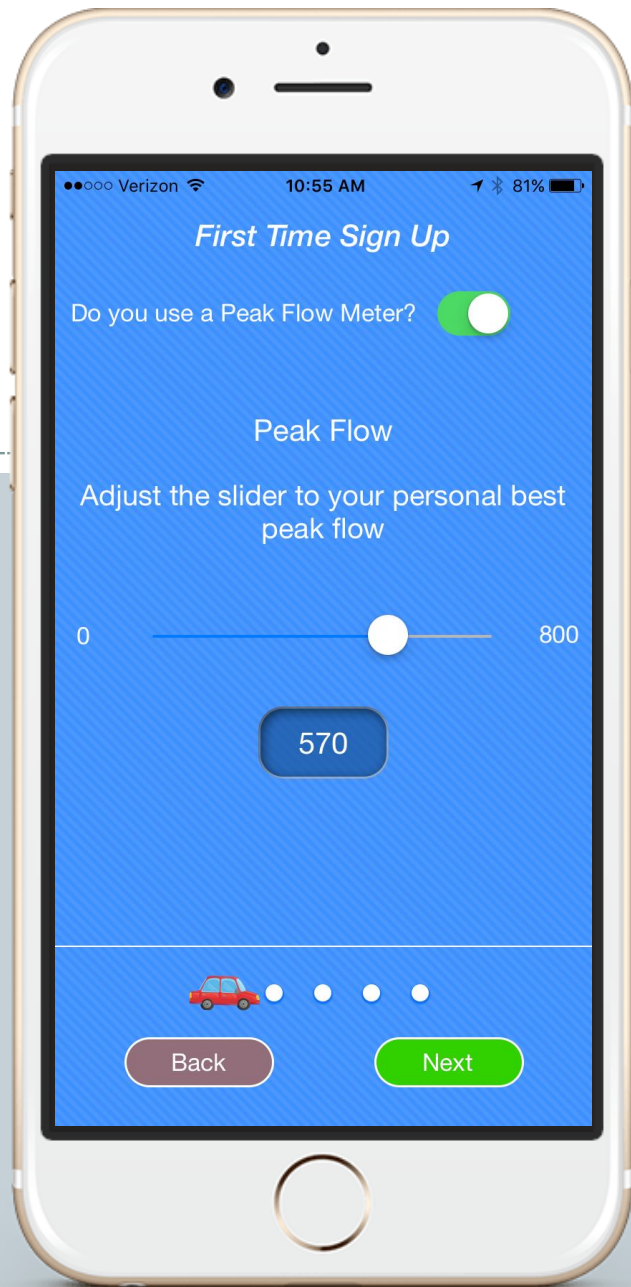 Verizon 10:55 AM 81%
First Time Sign Up
Do you use a Peak Flow Meter?
Peak Flow
Adjust the slider to your personal best
peak flow
0 800
570
Back Next